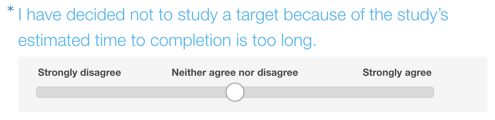 * I have decided not to study a target because of the study's
estimated time to completion is too long.
Strongly disagree Neither agree nor disagree Strongly agree